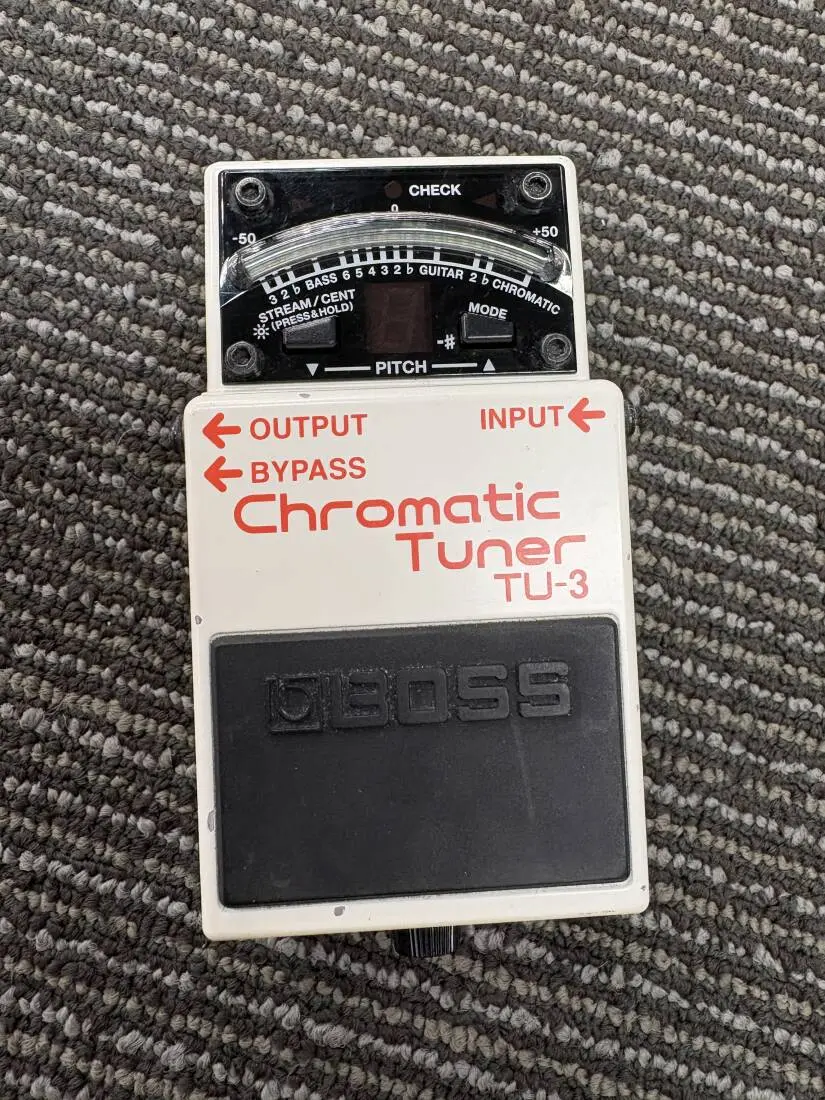 CHECK
0
-50
+50
3 2 ♭ BASS 6 5 4 3 2 ♭ GUITAR 2 ♭ CHROMATIC
STREAM/CENT
(PRESS&HOLD)
MODE
-#
▼ PITCH ▲
← OUTPUT
INPUT ←
← BYPASS
Chromatic
Tuner
TU-3
BOSS